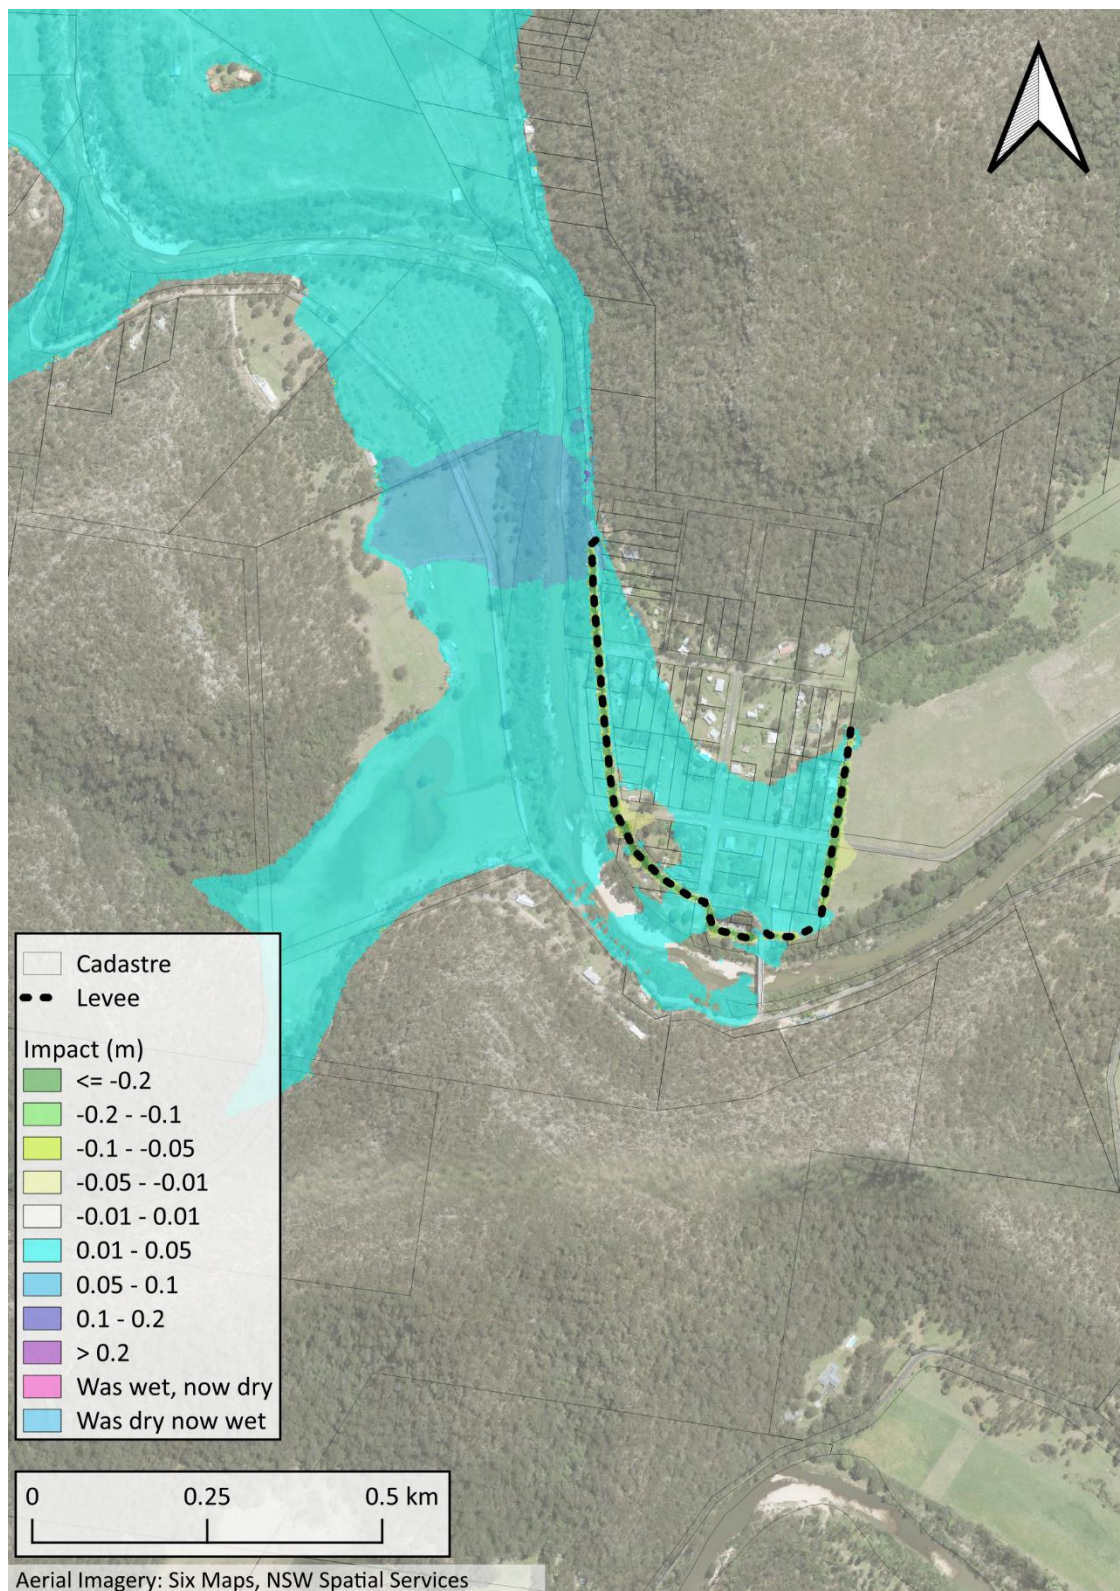 Cadastre
Levee
Impact (m)
<= -0.2
-0.2 - -0.1
-0.1 - -0.05
-0.05 - -0.01
-0.01 - 0.01
0.01 - 0.05
0.05 - 0.1
0.1 - 0.2
> 0.2
Was wet, now dry
Was dry now wet
0 0.25 0.5 km
Aerial Imagery: Six Maps, NSW Spatial Services